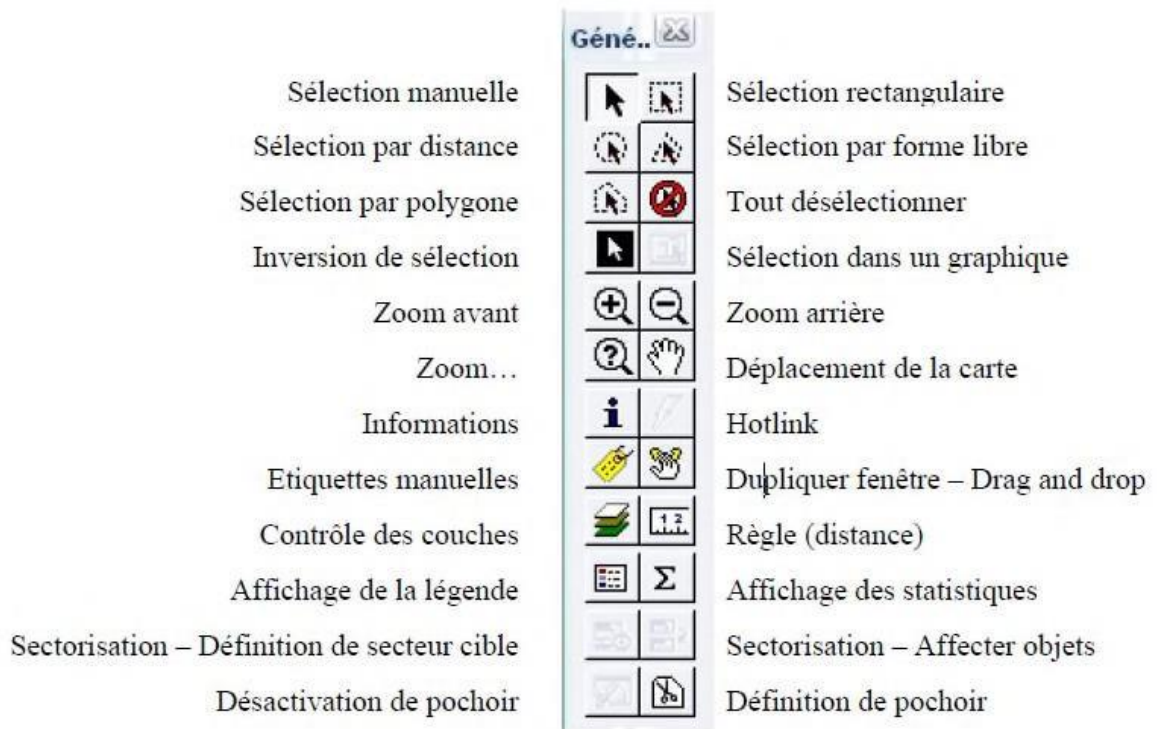 Géné..
Sélection manuelle Sélection rectangulaire
Sélection par distance Sélection par forme libre
Sélection par polygone Tout désélectionner
Inversion de sélection Sélection dans un graphique
Zoom avant Zoom arrière
Zoom… Déplacement de la carte
Informations Hotlink
Etiquettes manuelles Dupliquer fenêtre – Drag and drop
Contrôle des couches Règle (distance)
Affichage de la légende Affichage des statistiques
Sectorisation – Définition de secteur cible Sectorisation – Affecter objets
Désactivation de pochoir Définition de pochoir